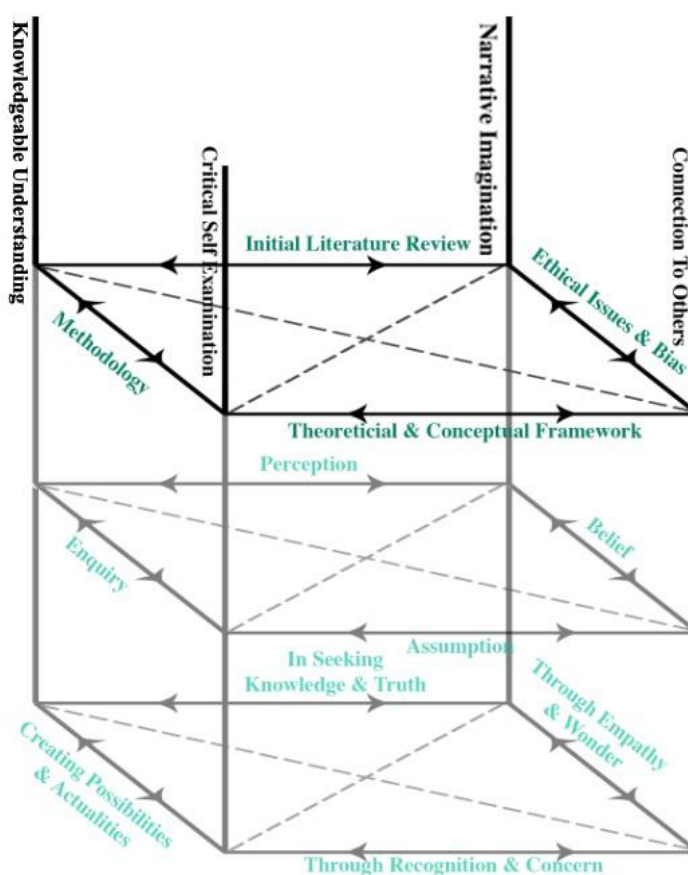 Knowledgeable Understanding
Narrative Imagination
Critical Self Examination
Connection To Others
Initial Literature Review
Ethical Issues & Bias
Methodology
Theoreticial & Conceptual Framework
Perception
Belief
Enquiry
Assumption
In Seeking
Knowledge & Truth
Through Empathy
& Wonder
Creating Possibilities
& Actualities
Through Recognition & Concern